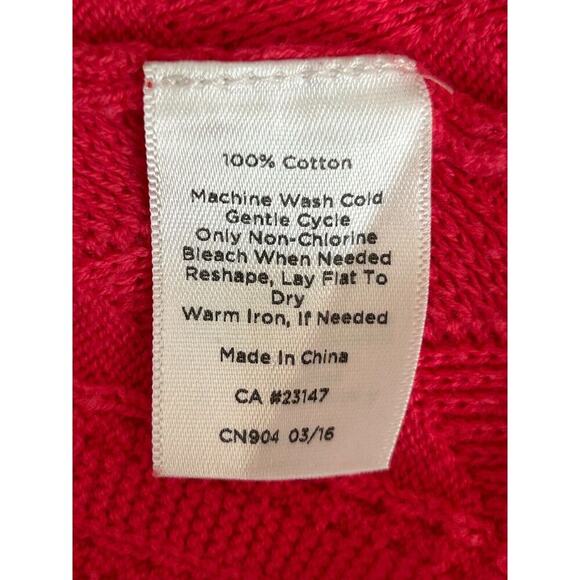 100% Cotton
Machine Wash Cold
Gentle Cycle
Only Non-Chlorine
Bleach When Needed
Reshape, Lay Flat To
Dry
Warm Iron, If Needed
Made In China
CA #23147
CN904 03/16